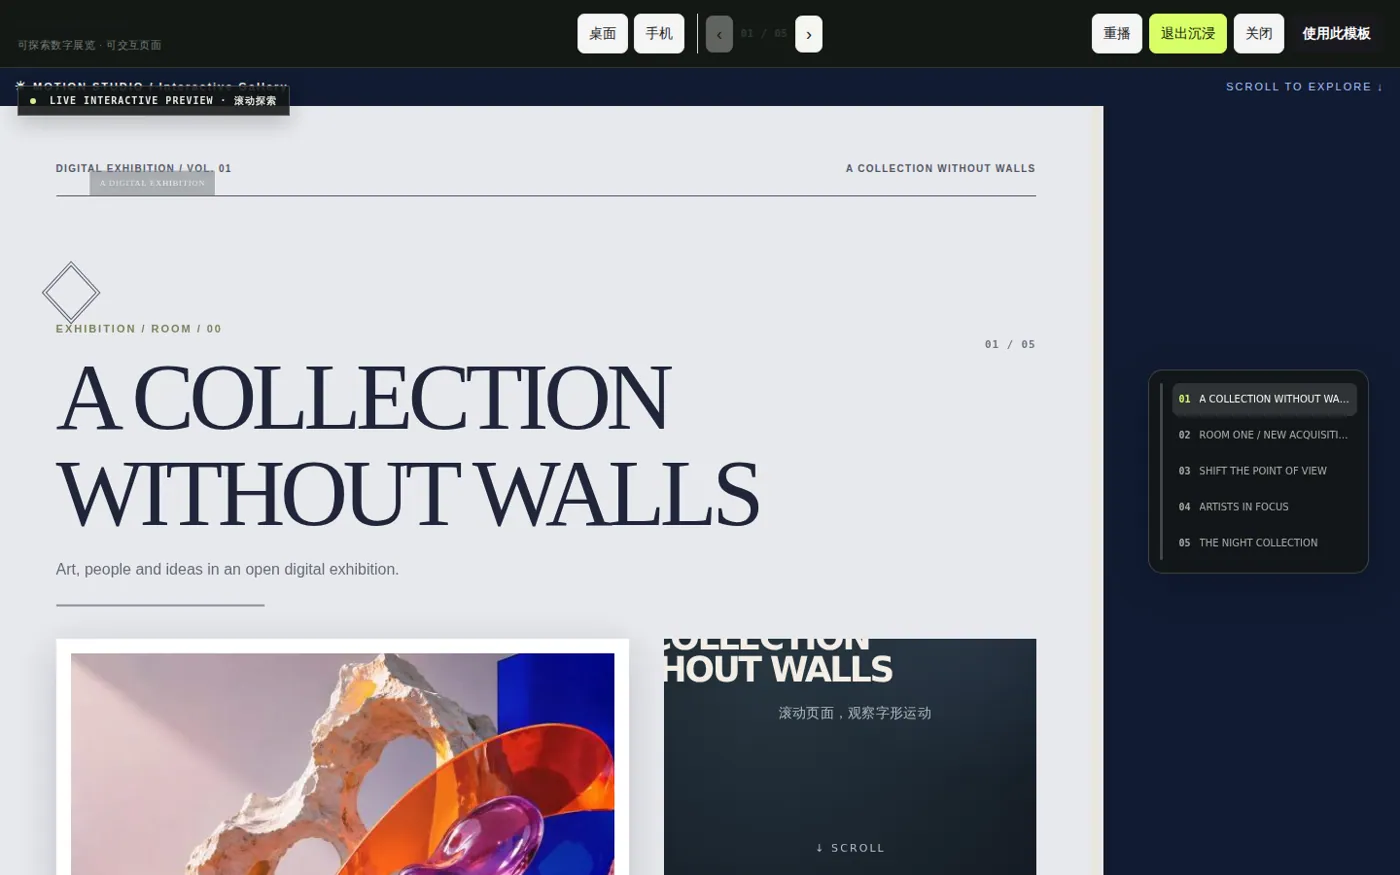 可探索数字展览 · 可交互页面
桌面
手机
‹
01 / 05
›
重播
退出沉浸
关闭
使用此模板
MOTION STUDIO / Interactive Gallery
SCROLL TO EXPLORE ↓
LIVE INTERACTIVE PREVIEW · 滚动探索
DIGITAL EXHIBITION / VOL. 01
A COLLECTION WITHOUT WALLS
A DIGITAL EXHIBITION
EXHIBITION / ROOM / 00
01 / 05
A COLLECTION
WITHOUT WALLS
Art, people and ideas in an open digital exhibition.
01 A COLLECTION WITHOUT WA...
02 ROOM ONE / NEW ACQUISITI...
03 SHIFT THE POINT OF VIEW
04 ARTISTS IN FOCUS
05 THE NIGHT COLLECTION
COLLECTION
HOUT WALLS
滚动页面，观察字形运动
↓ SCROLL